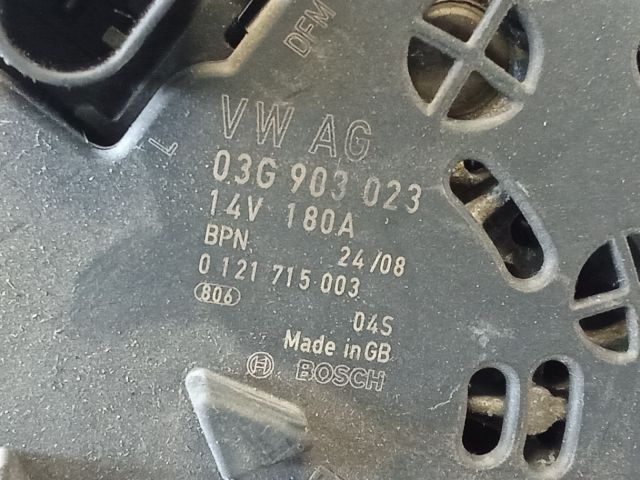 DFM
L
VW AG
03G 903 023
14V 180A
BPN 24/08
0 121 715 003
806
04S
Made in GB
BOSCH